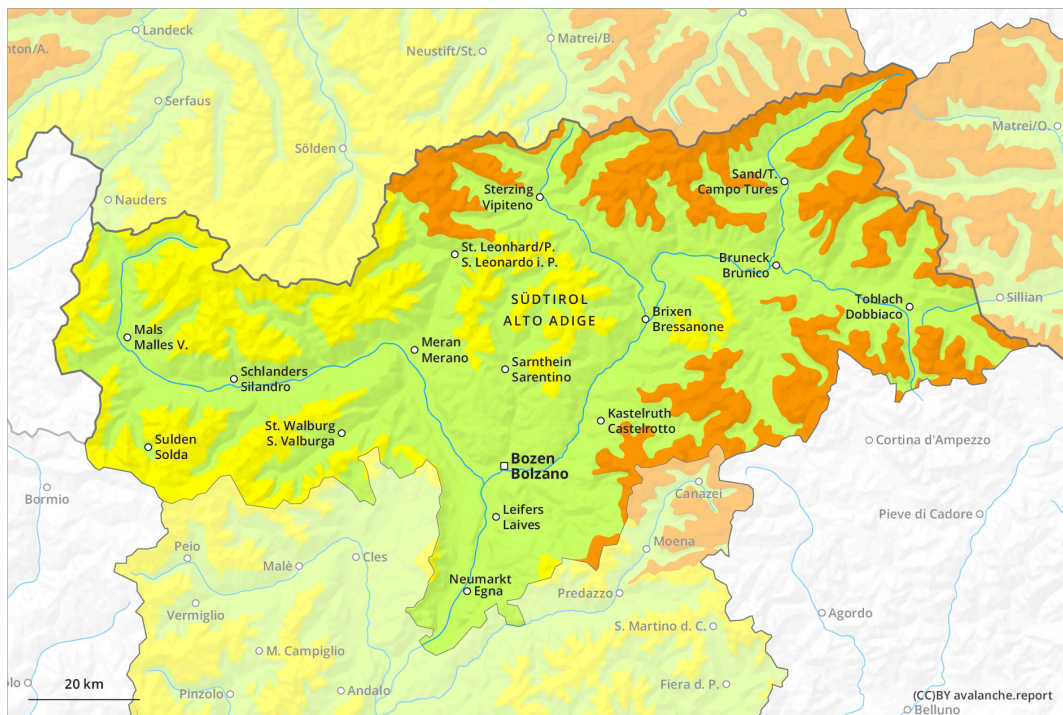 Landeck
nton/A.
Neustift/St.
Matrei/B.
Serfaus
Matrei/O.
Sölden
Sand/T.
Campo Tures
Sterzing
Vipiteno
Nauders
St. Leonhard/P.
S. Leonardo i. P.
Bruneck
Brunico
SÜDTIROL
ALTO ADIGE
Toblach
Dobbiaco
Sillian
Brixen
Bressanone
Mals
Malles V.
Meran
Merano
Sarnthein
Sarentino
Schlanders
Silandro
Kastelruth
Castelrotto
St. Walburg
S. Valburga
Sulden
Solda
Cortina d'Ampezzo
Bozen
Bolzano
Bormio
Canazei
Leifers
Laives
Pieve di Cadore
Peio
Cles
Moena
Malè
Neumarkt
Egna
Predazzo
Vermiglio
Agordo
S. Martino d. C.
M. Campiglio
20 km
olo
Pinzolo
Andalo
Fiera d. P.
(CC)BY avalanche.report
Belluno